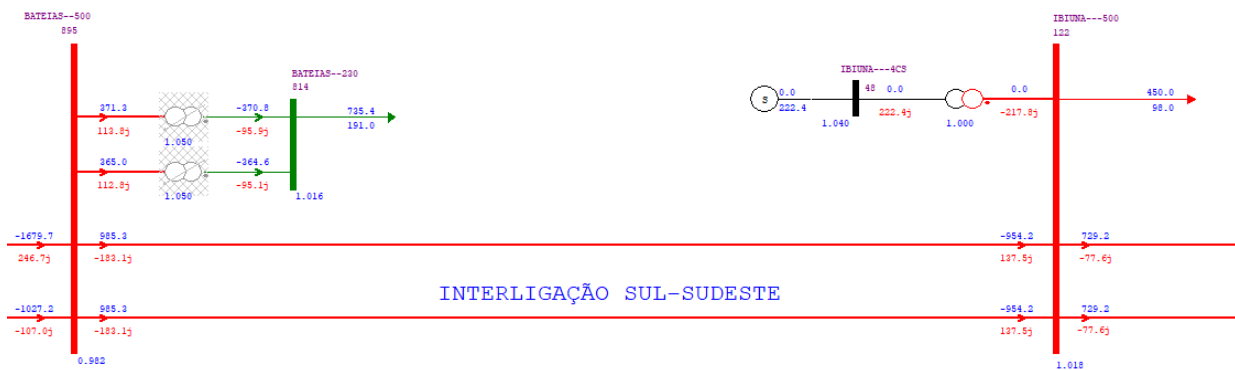 BATEIAS--500
895
371.3
113.8j
1.050
-370.8
-95.9j
365.0
112.8j
1.050
-364.6
-95.1j
BATEIAS--230
814
735.4
191.0
1.016
-1679.7
246.7j
985.3
-183.1j
-1027.2
-107.0j
985.3
-183.1j
0.982
INTERLIGAÇÃO SUL-SUDESTE
S
0.0
222.4
IBIUNA---4CS
48
1.040
0.0
222.4j
1.000
0.0
-217.8j
IBIUNA---500
122
450.0
98.0
-954.2
137.5j
729.2
-77.6j
-954.2
137.5j
729.2
-77.6j
1.018